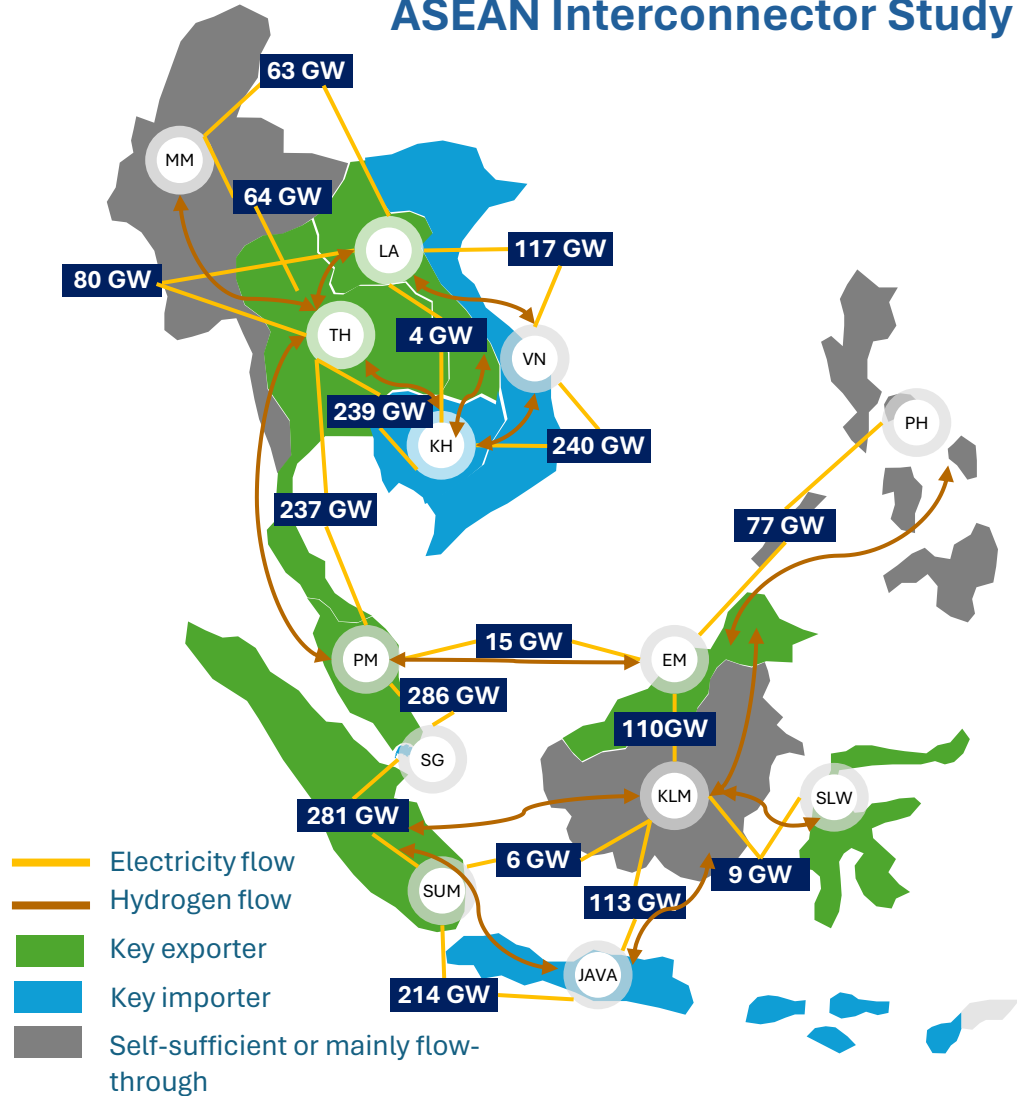 ASEAN Interconnector Study
63 GW
MM
64 GW
LA
117 GW
80 GW
TH
4 GW
VN
239 GW
KH
240 GW
PH
237 GW
77 GW
PM
15 GW
EM
286 GW
110GW
SG
KLM
SLW
281 GW
6 GW
9 GW
SUM
113 GW
JAVA
214 GW
Electricity flow
Hydrogen flow
Key exporter
Key importer
Self-sufficient or mainly flow-
through